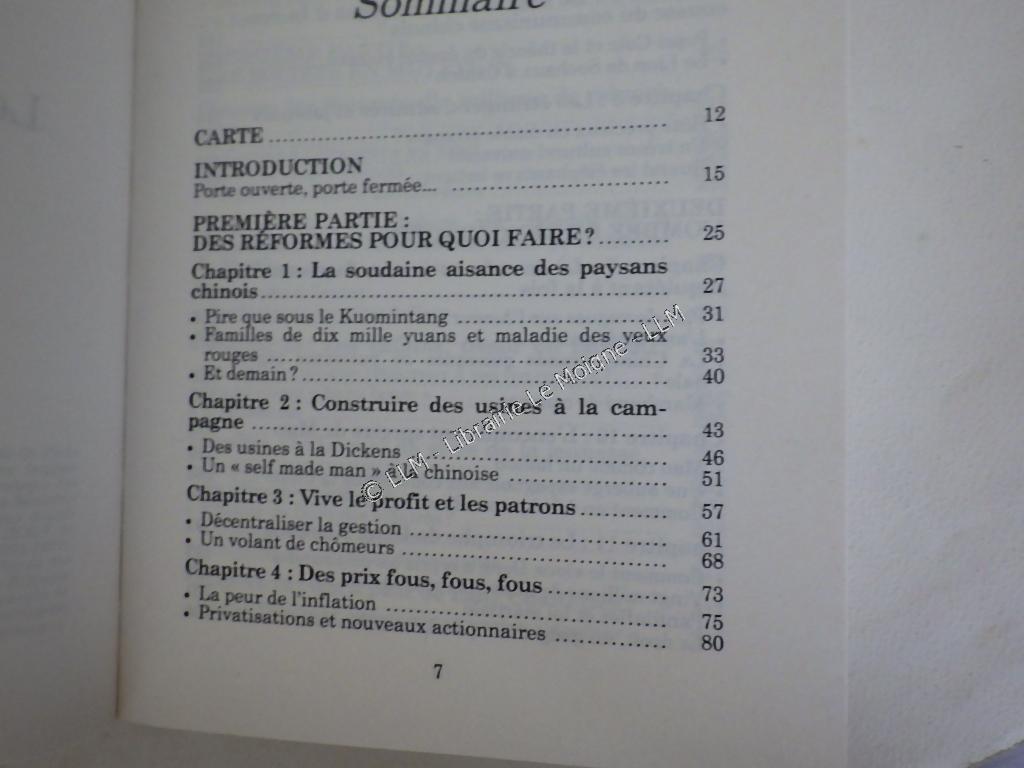 Sommaire
CARTE ........................................ 12
INTRODUCTION
Porte ouverte, porte fermée... ........................................ 15
PREMIÈRE PARTIE :
DES RÉFORMES POUR QUOI FAIRE ? ......... 25
Chapitre 1 : La soudaine aisance des paysans
chinois ........................................ 27
• Pire que sous le Kuomintang ........................................ 31
• Familles de dix mille yuans et maladie des yeux
rouges ........................................ 33
• Et demain ? ........................................ 40
Chapitre 2 : Construire des usines à la cam-
pagne ........................................ 43
• Des usines à la Dickens ........................................ 46
• Un « self made man » à la chinoise ........................................ 51
Chapitre 3 : Vive le profit et les patrons ........... 57
• Décentraliser la gestion ........................................ 61
• Un volant de chômeurs ........................................ 68
Chapitre 4 : Des prix fous, fous, fous ............... 73
• La peur de l'inflation ........................................ 75
• Privatisations et nouveaux actionnaires ............... 80
7
© LLM - Librairie Le Moigne - LLM